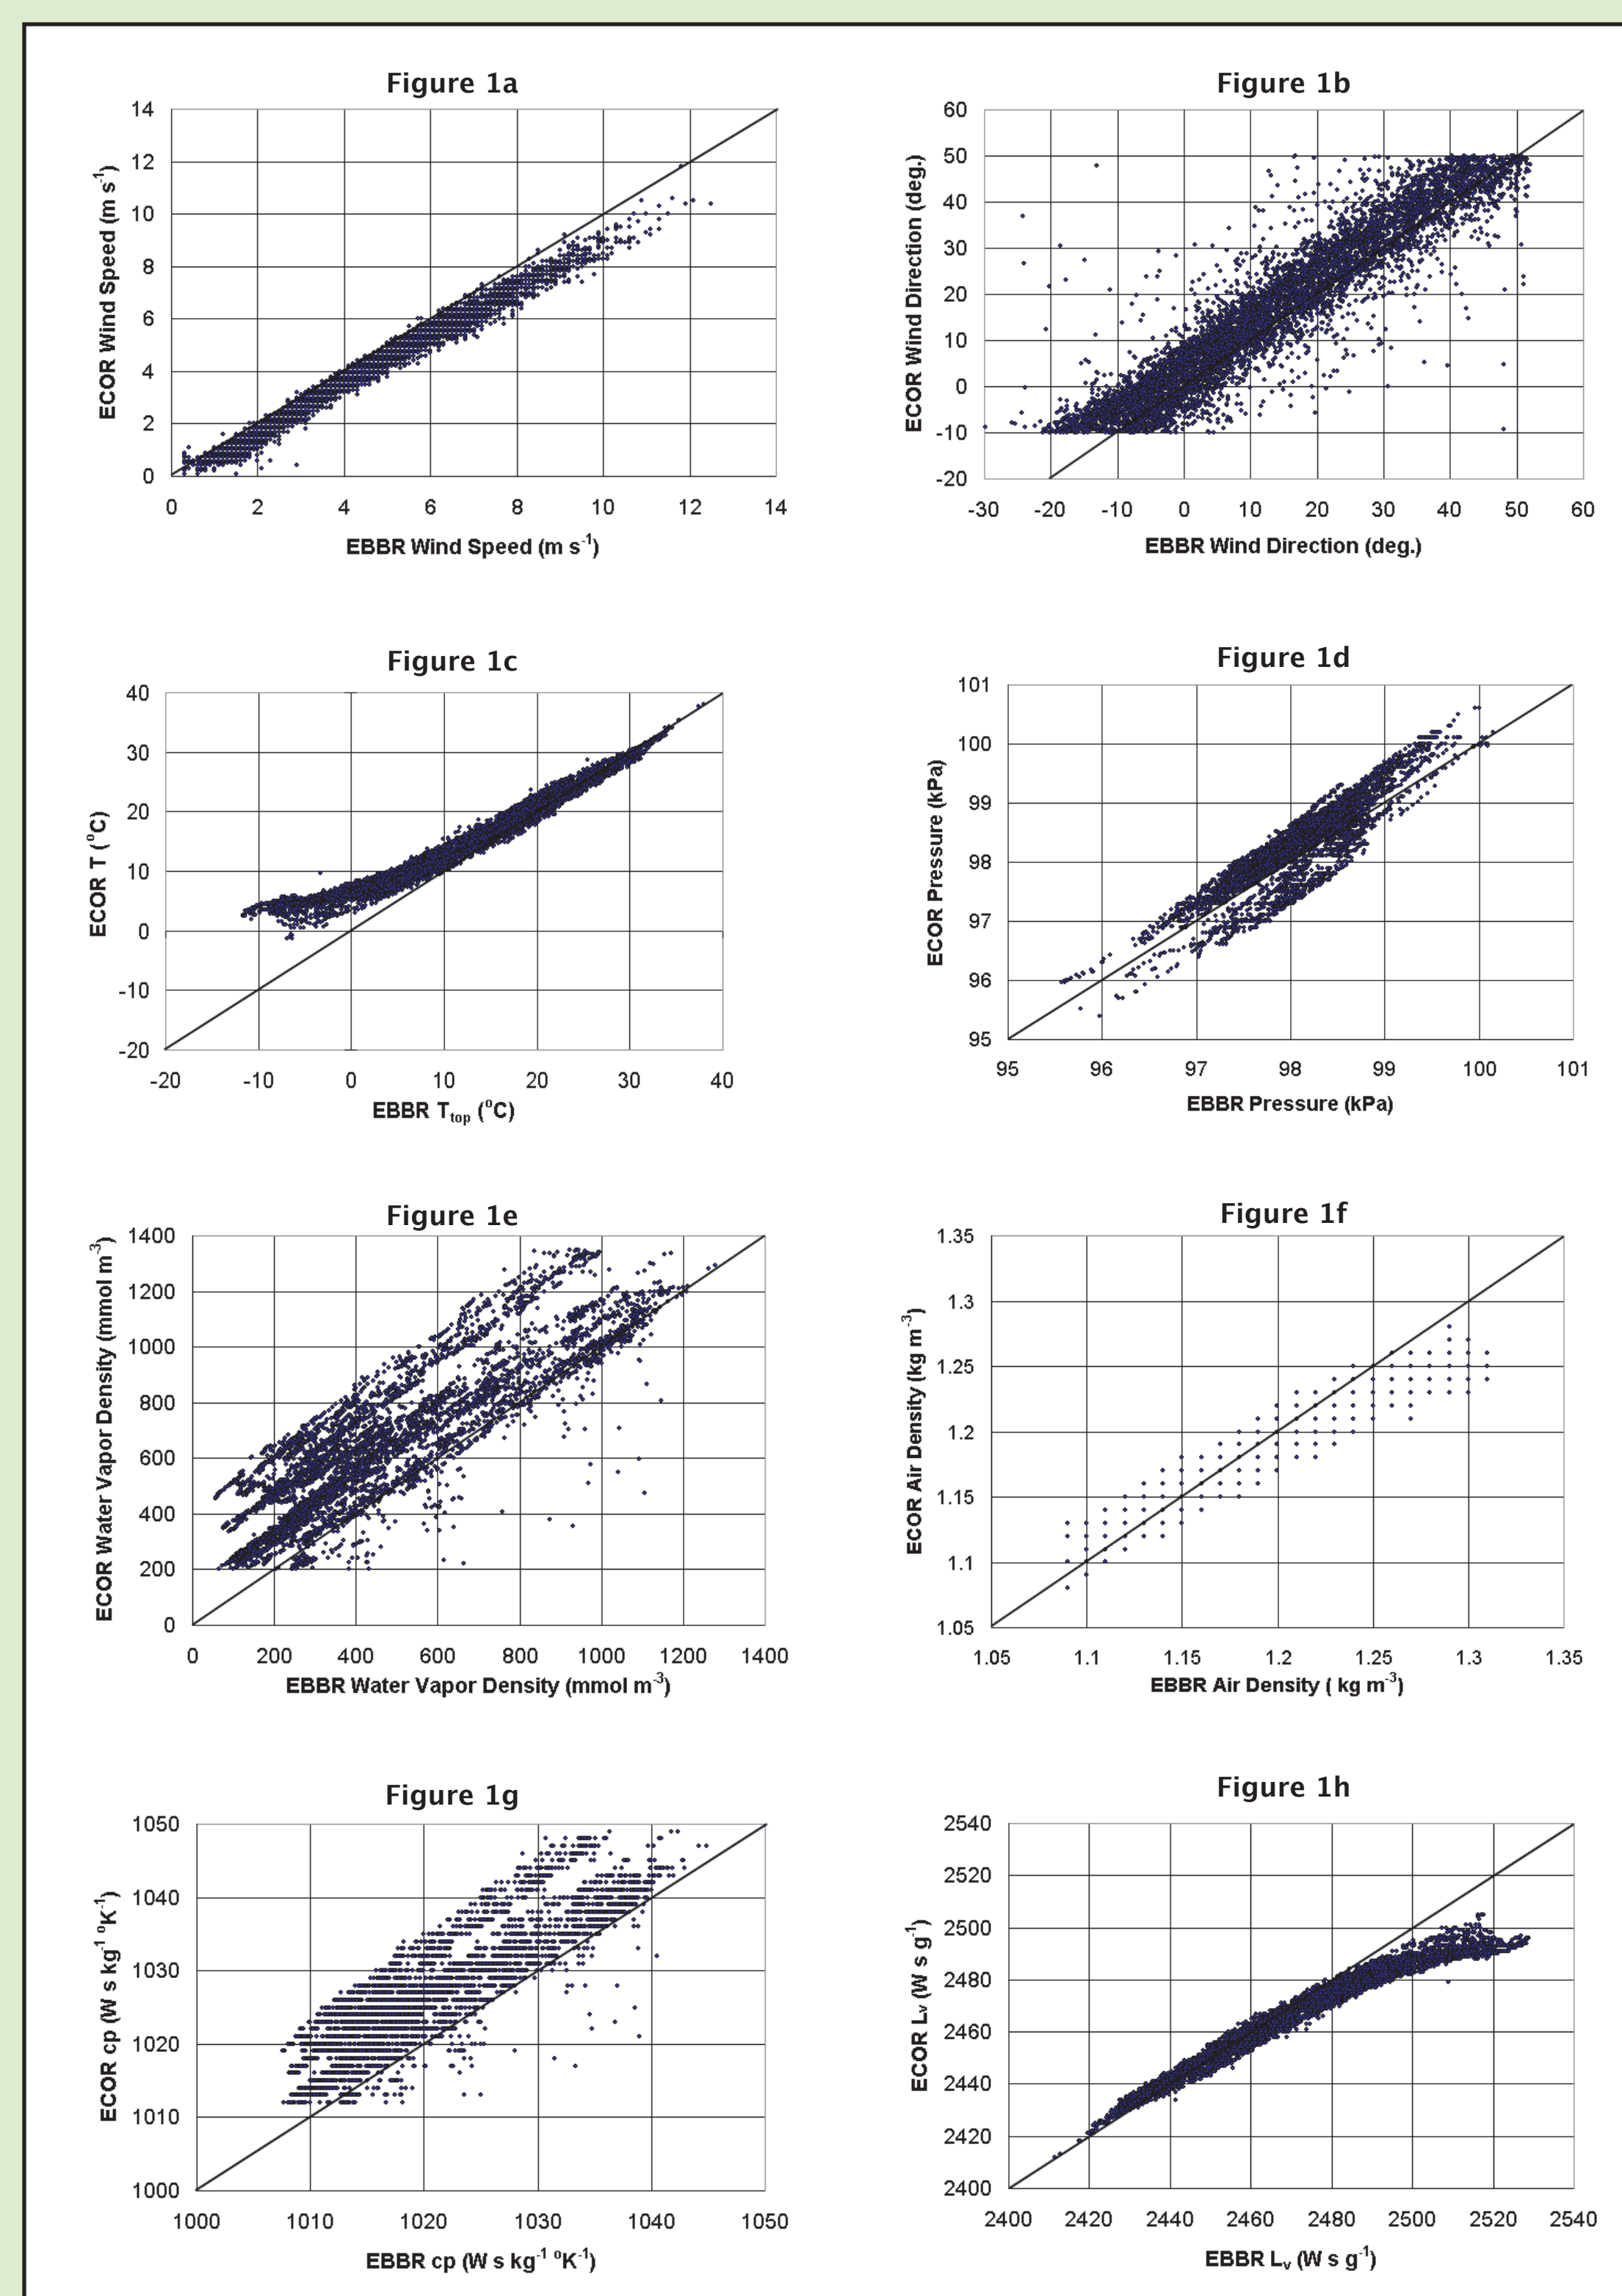 Figure 1a
14
12
10
8
6
4
2
0
ECOR Wind Speed (m s⁻¹)
0 2 4 6 8 10 12 14
EBBR Wind Speed (m s⁻¹)
Figure 1b
60
50
40
30
20
10
0
-10
-20
ECOR Wind Direction (deg.)
-30 -20 -10 0 10 20 30 40 50 60
EBBR Wind Direction (deg.)
Figure 1c
40
30
20
10
0
-10
-20
ECOR T (°C)
-20 -10 0 10 20 30 40
EBBR Ttop (°C)
Figure 1d
101
100
99
98
97
96
95
ECOR Pressure (kPa)
95 96 97 98 99 100 101
EBBR Pressure (kPa)
Figure 1e
1400
1200
1000
800
600
400
200
0
ECOR Water Vapor Density (mmol m⁻³)
0 200 400 600 800 1000 1200 1400
EBBR Water Vapor Density (mmol m⁻³)
Figure 1f
1.35
1.3
1.25
1.2
1.15
1.1
1.05
ECOR Air Density (kg m⁻³)
1.05 1.1 1.15 1.2 1.25 1.3 1.35
EBBR Air Density ( kg m⁻³)
Figure 1g
1050
1040
1030
1020
1010
1000
ECOR cp (W s kg⁻¹ °K⁻¹)
1000 1010 1020 1030 1040 1050
EBBR cp (W s kg⁻¹ °K⁻¹)
Figure 1h
2540
2520
2500
2480
2460
2440
2420
2400
ECOR Lᵥ (W s g⁻¹)
2400 2420 2440 2460 2480 2500 2520 2540
EBBR Lᵥ (W s g⁻¹)